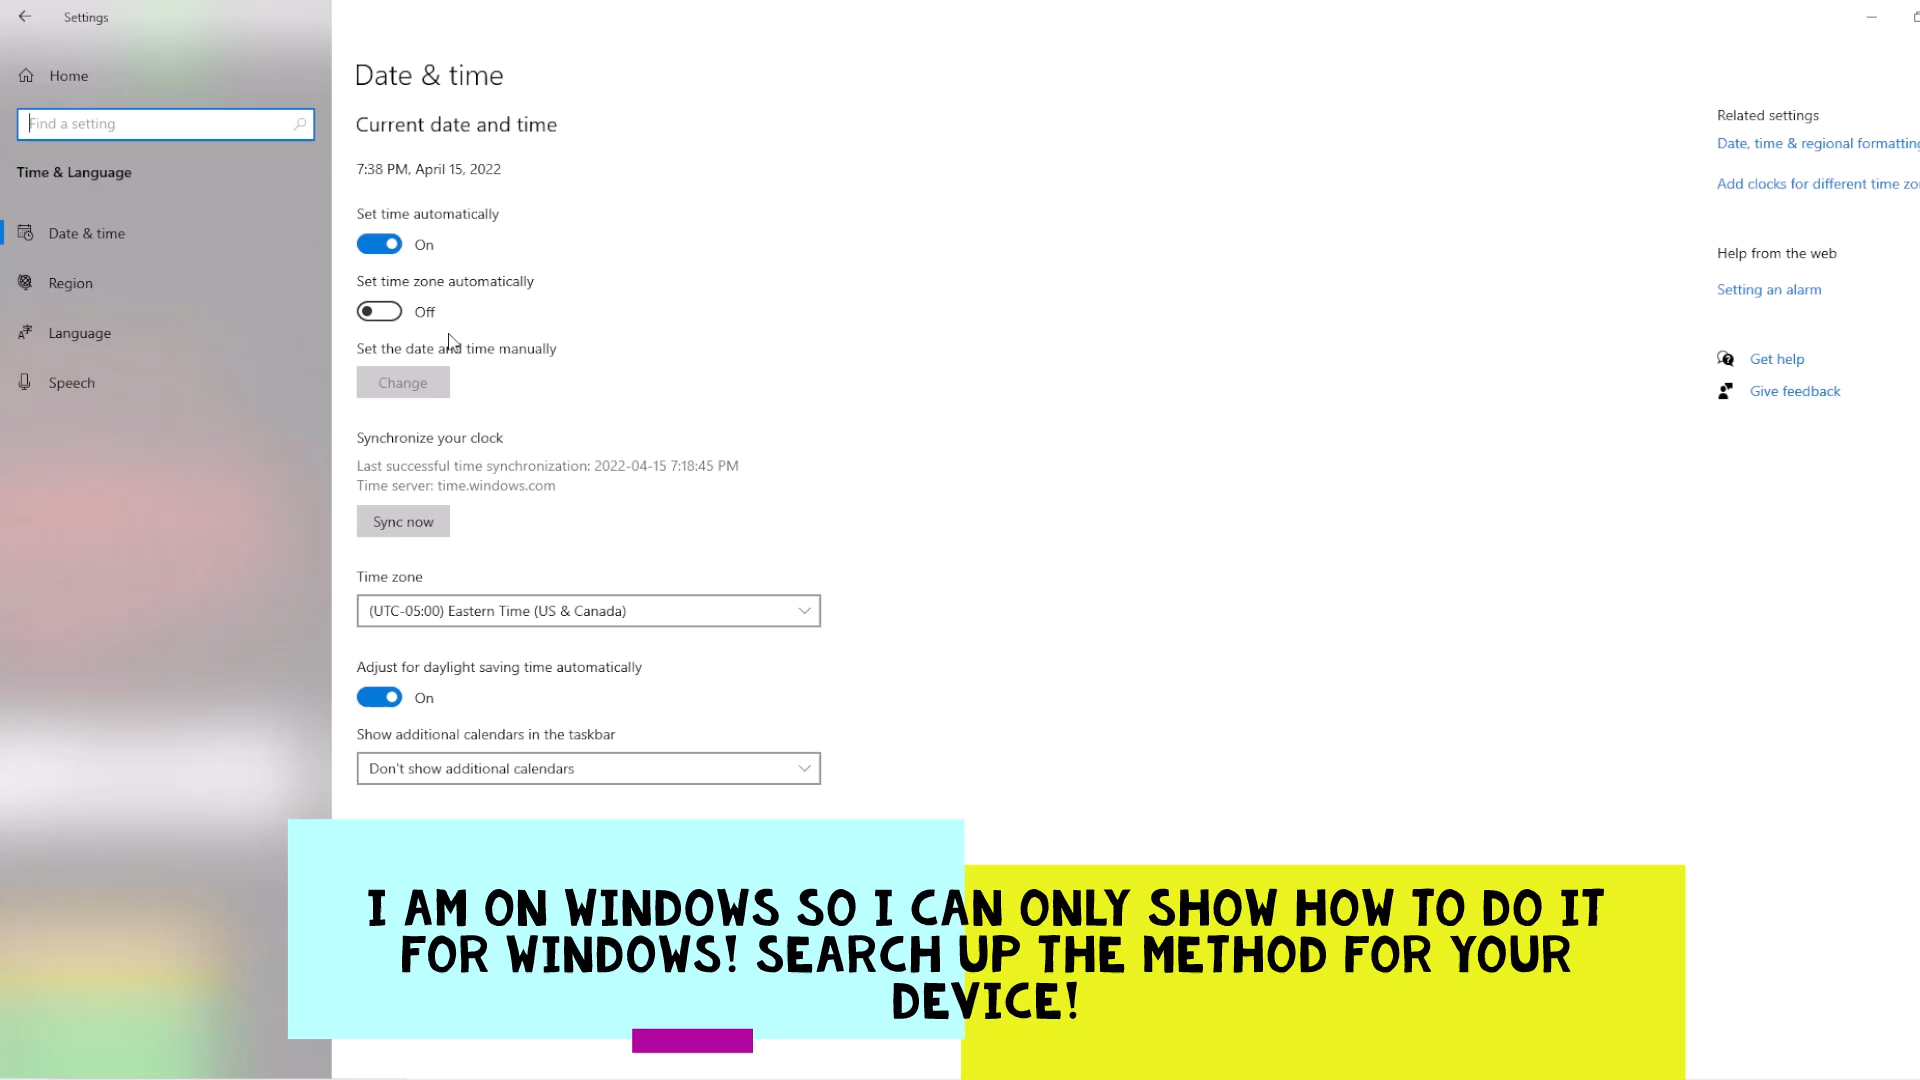 Settings
Home
Find a setting
Time & Language
Date & time
Region
Language
Speech
Date & time
Current date and time
7:38 PM, April 15, 2022
Set time automatically
On
Set time zone automatically
Off
Set the date and time manually
Change
Synchronize your clock
Last successful time synchronization: 2022-04-15 7:18:45 PM
Time server: time.windows.com
Sync now
Time zone
(UTC-05:00) Eastern Time (US & Canada)
Adjust for daylight saving time automatically
On
Show additional calendars in the taskbar
Don't show additional calendars
Related settings
Date, time & regional formatting
Add clocks for different time zo
Help from the web
Setting an alarm
Get help
Give feedback
I AM ON WINDOWS SO I CAN ONLY SHOW HOW TO DO IT
FOR WINDOWS! SEARCH UP THE METHOD FOR YOUR
DEVICE!